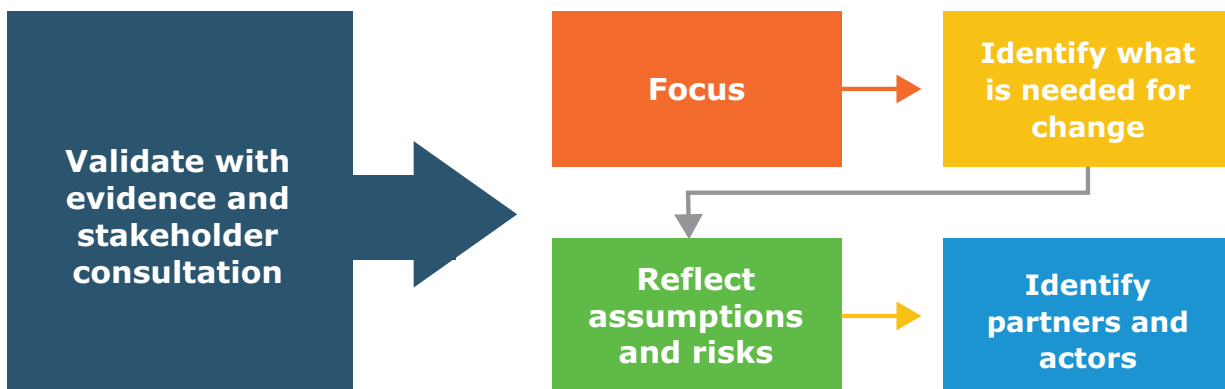 Validate with
evidence and
stakeholder
consultation
Focus
Identify what
is needed for
change
Reflect
assumptions
and risks
Identify
partners and
actors